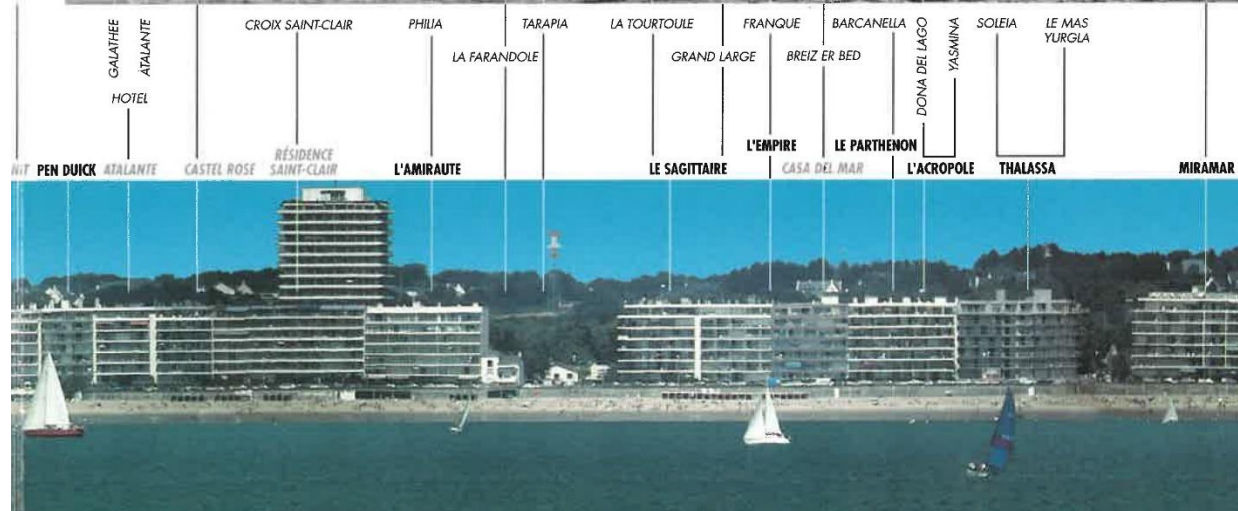 GALATHEE
ATALANTE
CROIX SAINT-CLAIR
PHILIA
TARAPIA
LA TOURTOULE
FRANQUE
BARCANELLA
DONA DEL LAGO
YASMINA
SOLEIA
LE MAS
YURGLA
LA FARANDOLE
GRAND LARGE
BREIZ ER BED
HOTEL
L'EMPIRE
LE PARTHENON
PEN DUICK
ATALANTE
CASTEL ROSE
RÉSIDENCE
SAINT-CLAIR
L'AMIRAUTE
LE SAGITTAIRE
CASA DEL MAR
L'ACROPOLE
THALASSA
MIRAMAR